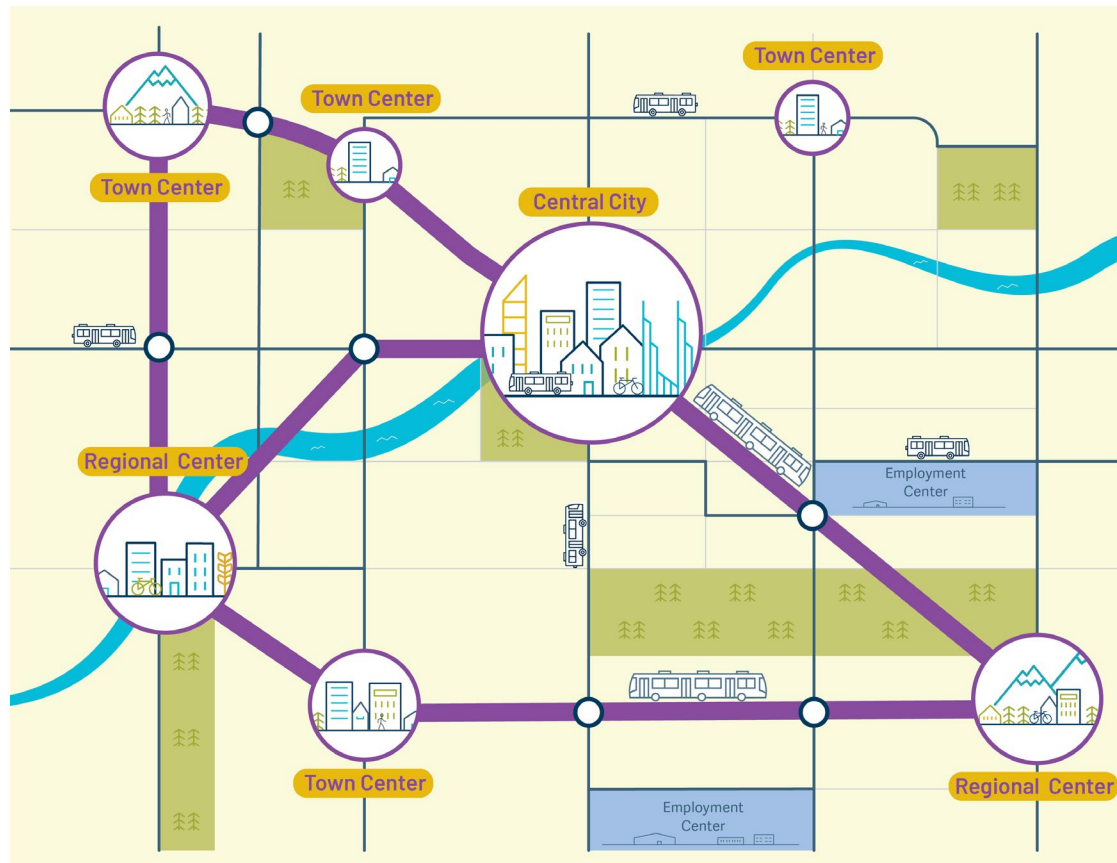 Town Center
Town Center
Town Center
Central City
Regional Center
Employment
Center
Town Center
Regional Center
Employment
Center